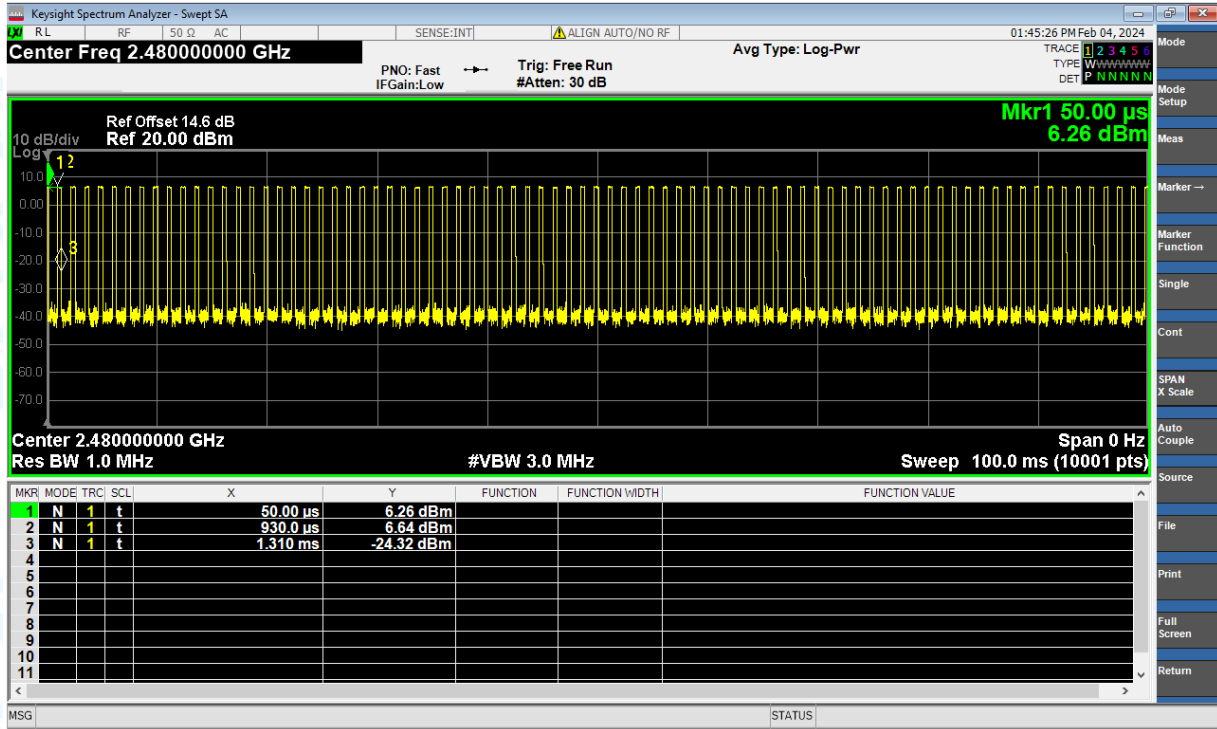 Keysight Spectrum Analyzer - Swept SA
LXI RL RF 50 Ω AC SENSE:INT ALIGN AUTO/NO RF 01:45:26 PM Feb 04, 2024
Center Freq 2.480000000 GHz Avg Type: Log-Pwr TRACE 1 2 3 4 5 6
PNO: Fast Trig: Free Run TYPE WWWWWW
IFGain:Low #Atten: 30 dB DET P N N N N N
Mkr1 50.00 µs
6.26 dBm
Ref Offset 14.6 dB
10 dB/div Ref 20.00 dBm
Log
1 2
3
10.0
0.00
-10.0
-20.0
-30.0
-40.0
-50.0
-60.0
-70.0
Center 2.480000000 GHz Span 0 Hz
Res BW 1.0 MHz #VBW 3.0 MHz Sweep 100.0 ms (10001 pts)
MKR MODE TRC SCL X Y FUNCTION FUNCTION WIDTH FUNCTION VALUE
1 N 1 t 50.00 µs 6.26 dBm
2 N 1 t 930.0 µs 6.64 dBm
3 N 1 t 1.310 ms -24.32 dBm
4
5
6
7
8
9
10
11
MSG STATUS
Mode
Mode
Setup
Meas
Marker →
Marker
Function
Single
Cont
SPAN
X Scale
Auto
Couple
Source
File
Print
Full
Screen
Return